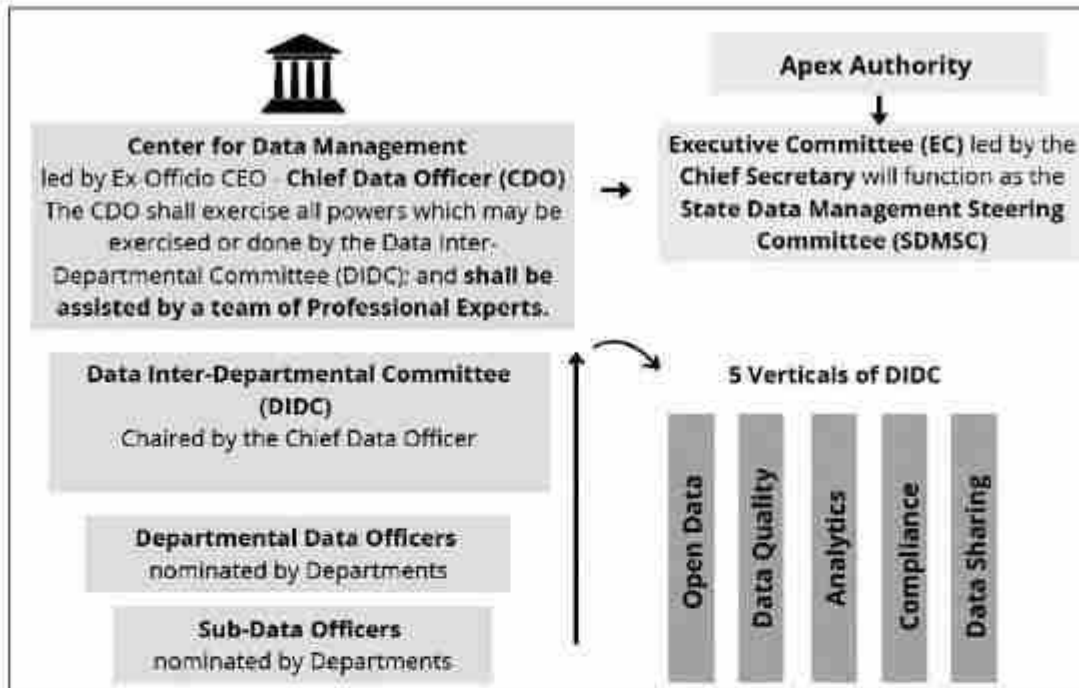 Center for Data Management
led by Ex-Officio CEO - Chief Data Officer (CDO)
The CDO shall exercise all powers which may be
exercised or done by the Data Inter-
Departmental Committee (DIDC); and shall be
assisted by a team of Professional Experts.
Apex Authority
Executive Committee (EC) led by the
Chief Secretary will function as the
State Data Management Steering
Committee (SDMSC)
Data Inter-Departmental Committee
(DIDC)
Chaired by the Chief Data Officer
Departmental Data Officers
nominated by Departments
Sub-Data Officers
nominated by Departments
5 Verticals of DIDC
Open Data
Data Quality
Analytics
Compliance
Data Sharing